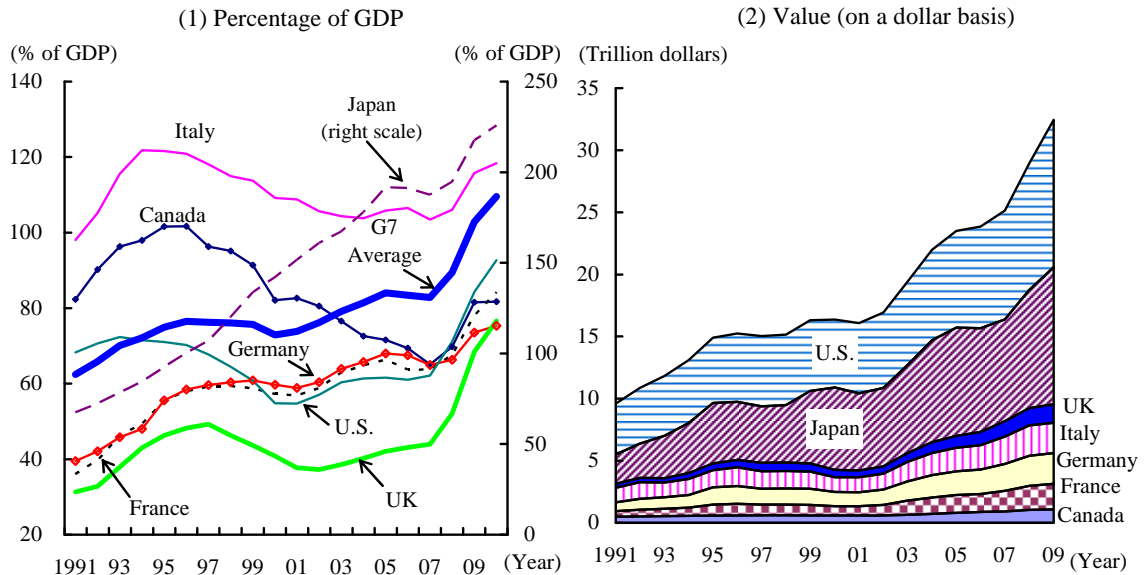 (1) Percentage of GDP
(% of GDP)
(% of GDP)
140
120
100
80
60
40
20
250
200
150
100
50
0
Italy
Japan
(right scale)
Canada
G7
Average
Germany
U.S.
France
UK
1991 93 95 97 99 01 03 05 07 09 (Year)
(2) Value (on a dollar basis)
(Trillion dollars)
35
30
25
20
15
10
5
0
U.S.
Japan
UK
Italy
Germany
France
Canada
1991 93 95 97 99 01 03 05 07 09 (Year)